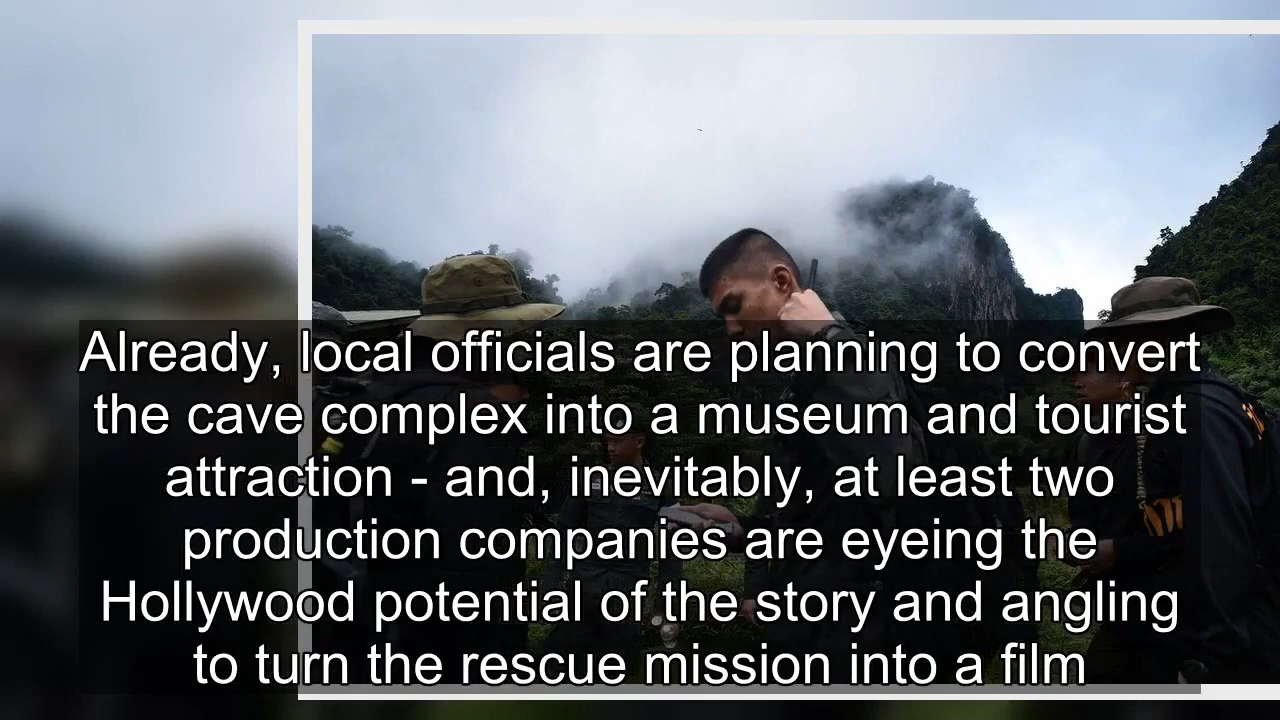 Already, local officials are planning to convert
the cave complex into a museum and tourist
attraction - and, inevitably, at least two
production companies are eyeing the
Hollywood potential of the story and angling
to turn the rescue mission into a film